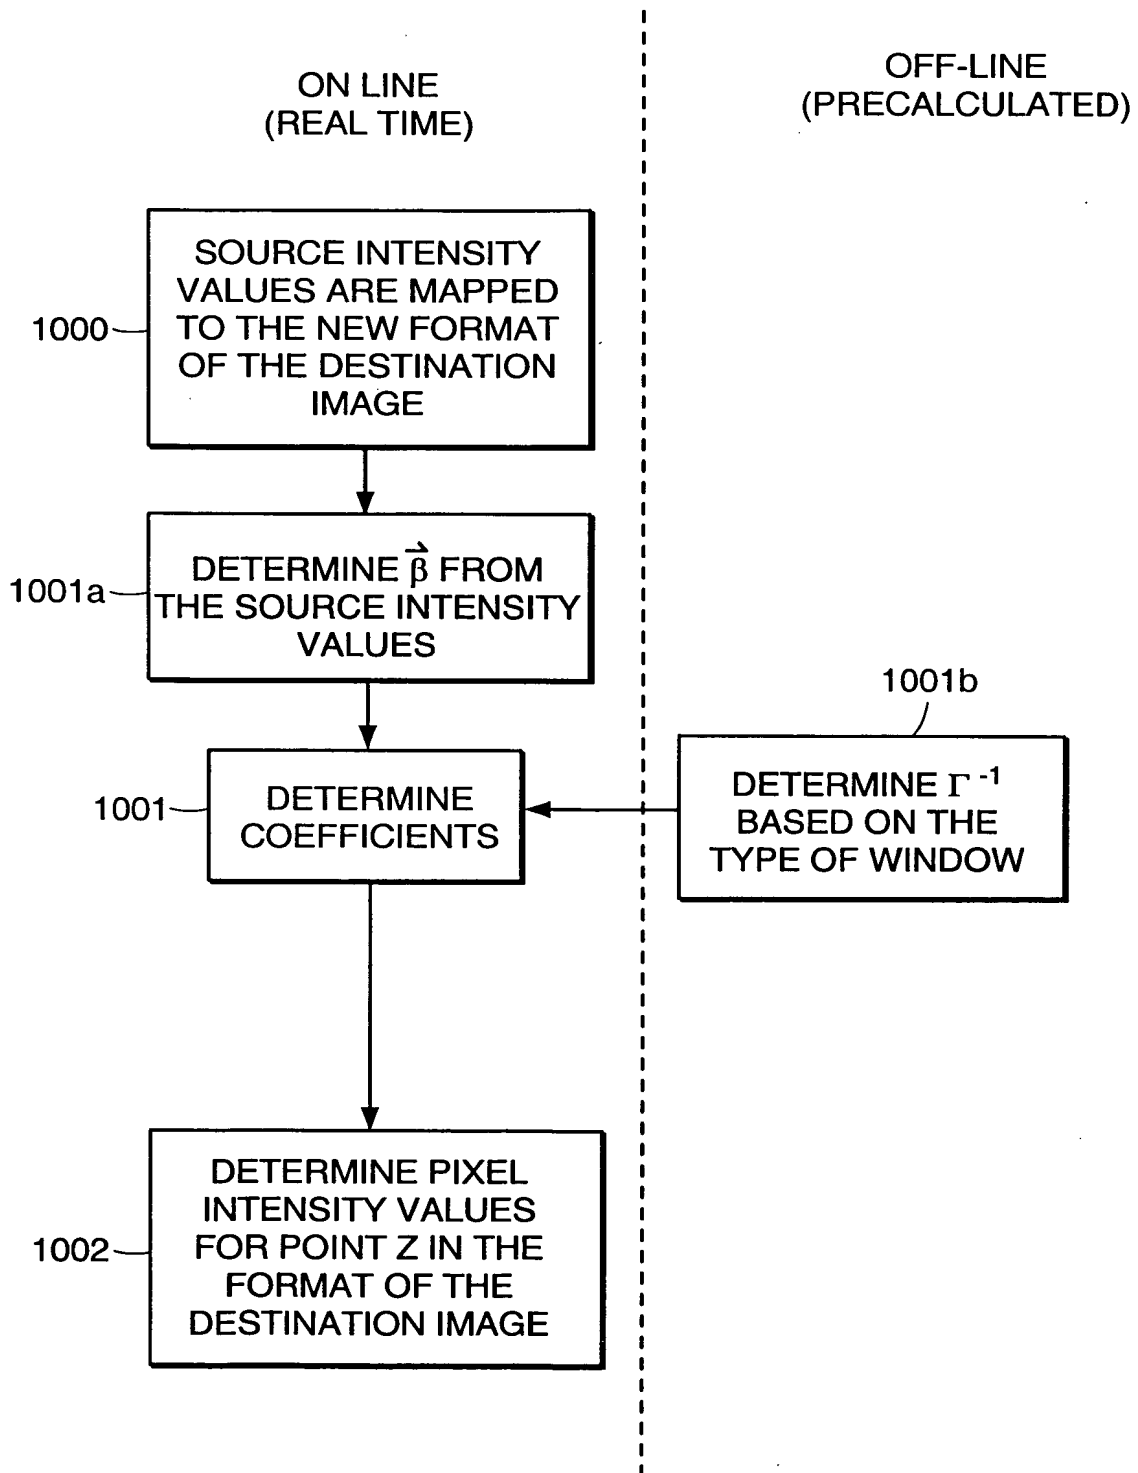 ON LINE
(REAL TIME)
OFF-LINE
(PRECALCULATED)
1000
SOURCE INTENSITY
VALUES ARE MAPPED
TO THE NEW FORMAT
OF THE DESTINATION
IMAGE
1001a
DETERMINE β⃗ FROM
THE SOURCE INTENSITY
VALUES
1001b
1001
DETERMINE
COEFFICIENTS
DETERMINE Γ⁻¹
BASED ON THE
TYPE OF WINDOW
1002
DETERMINE PIXEL
INTENSITY VALUES
FOR POINT Z IN THE
FORMAT OF THE
DESTINATION IMAGE